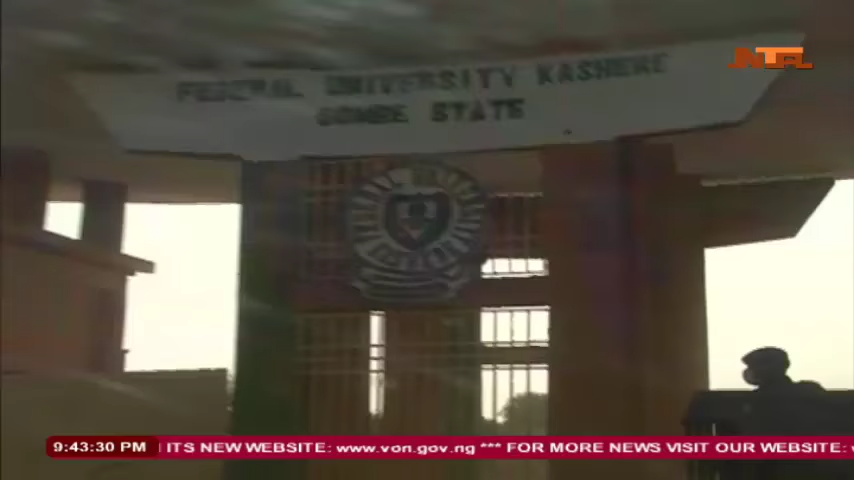 FEDERAL UNIVERSITY KASHERE
GOMBE STATE
9:43:30 PM
ITS NEW WEBSITE: www.von.gov.ng *** FOR MORE NEWS VISIT OUR WEBSITE: